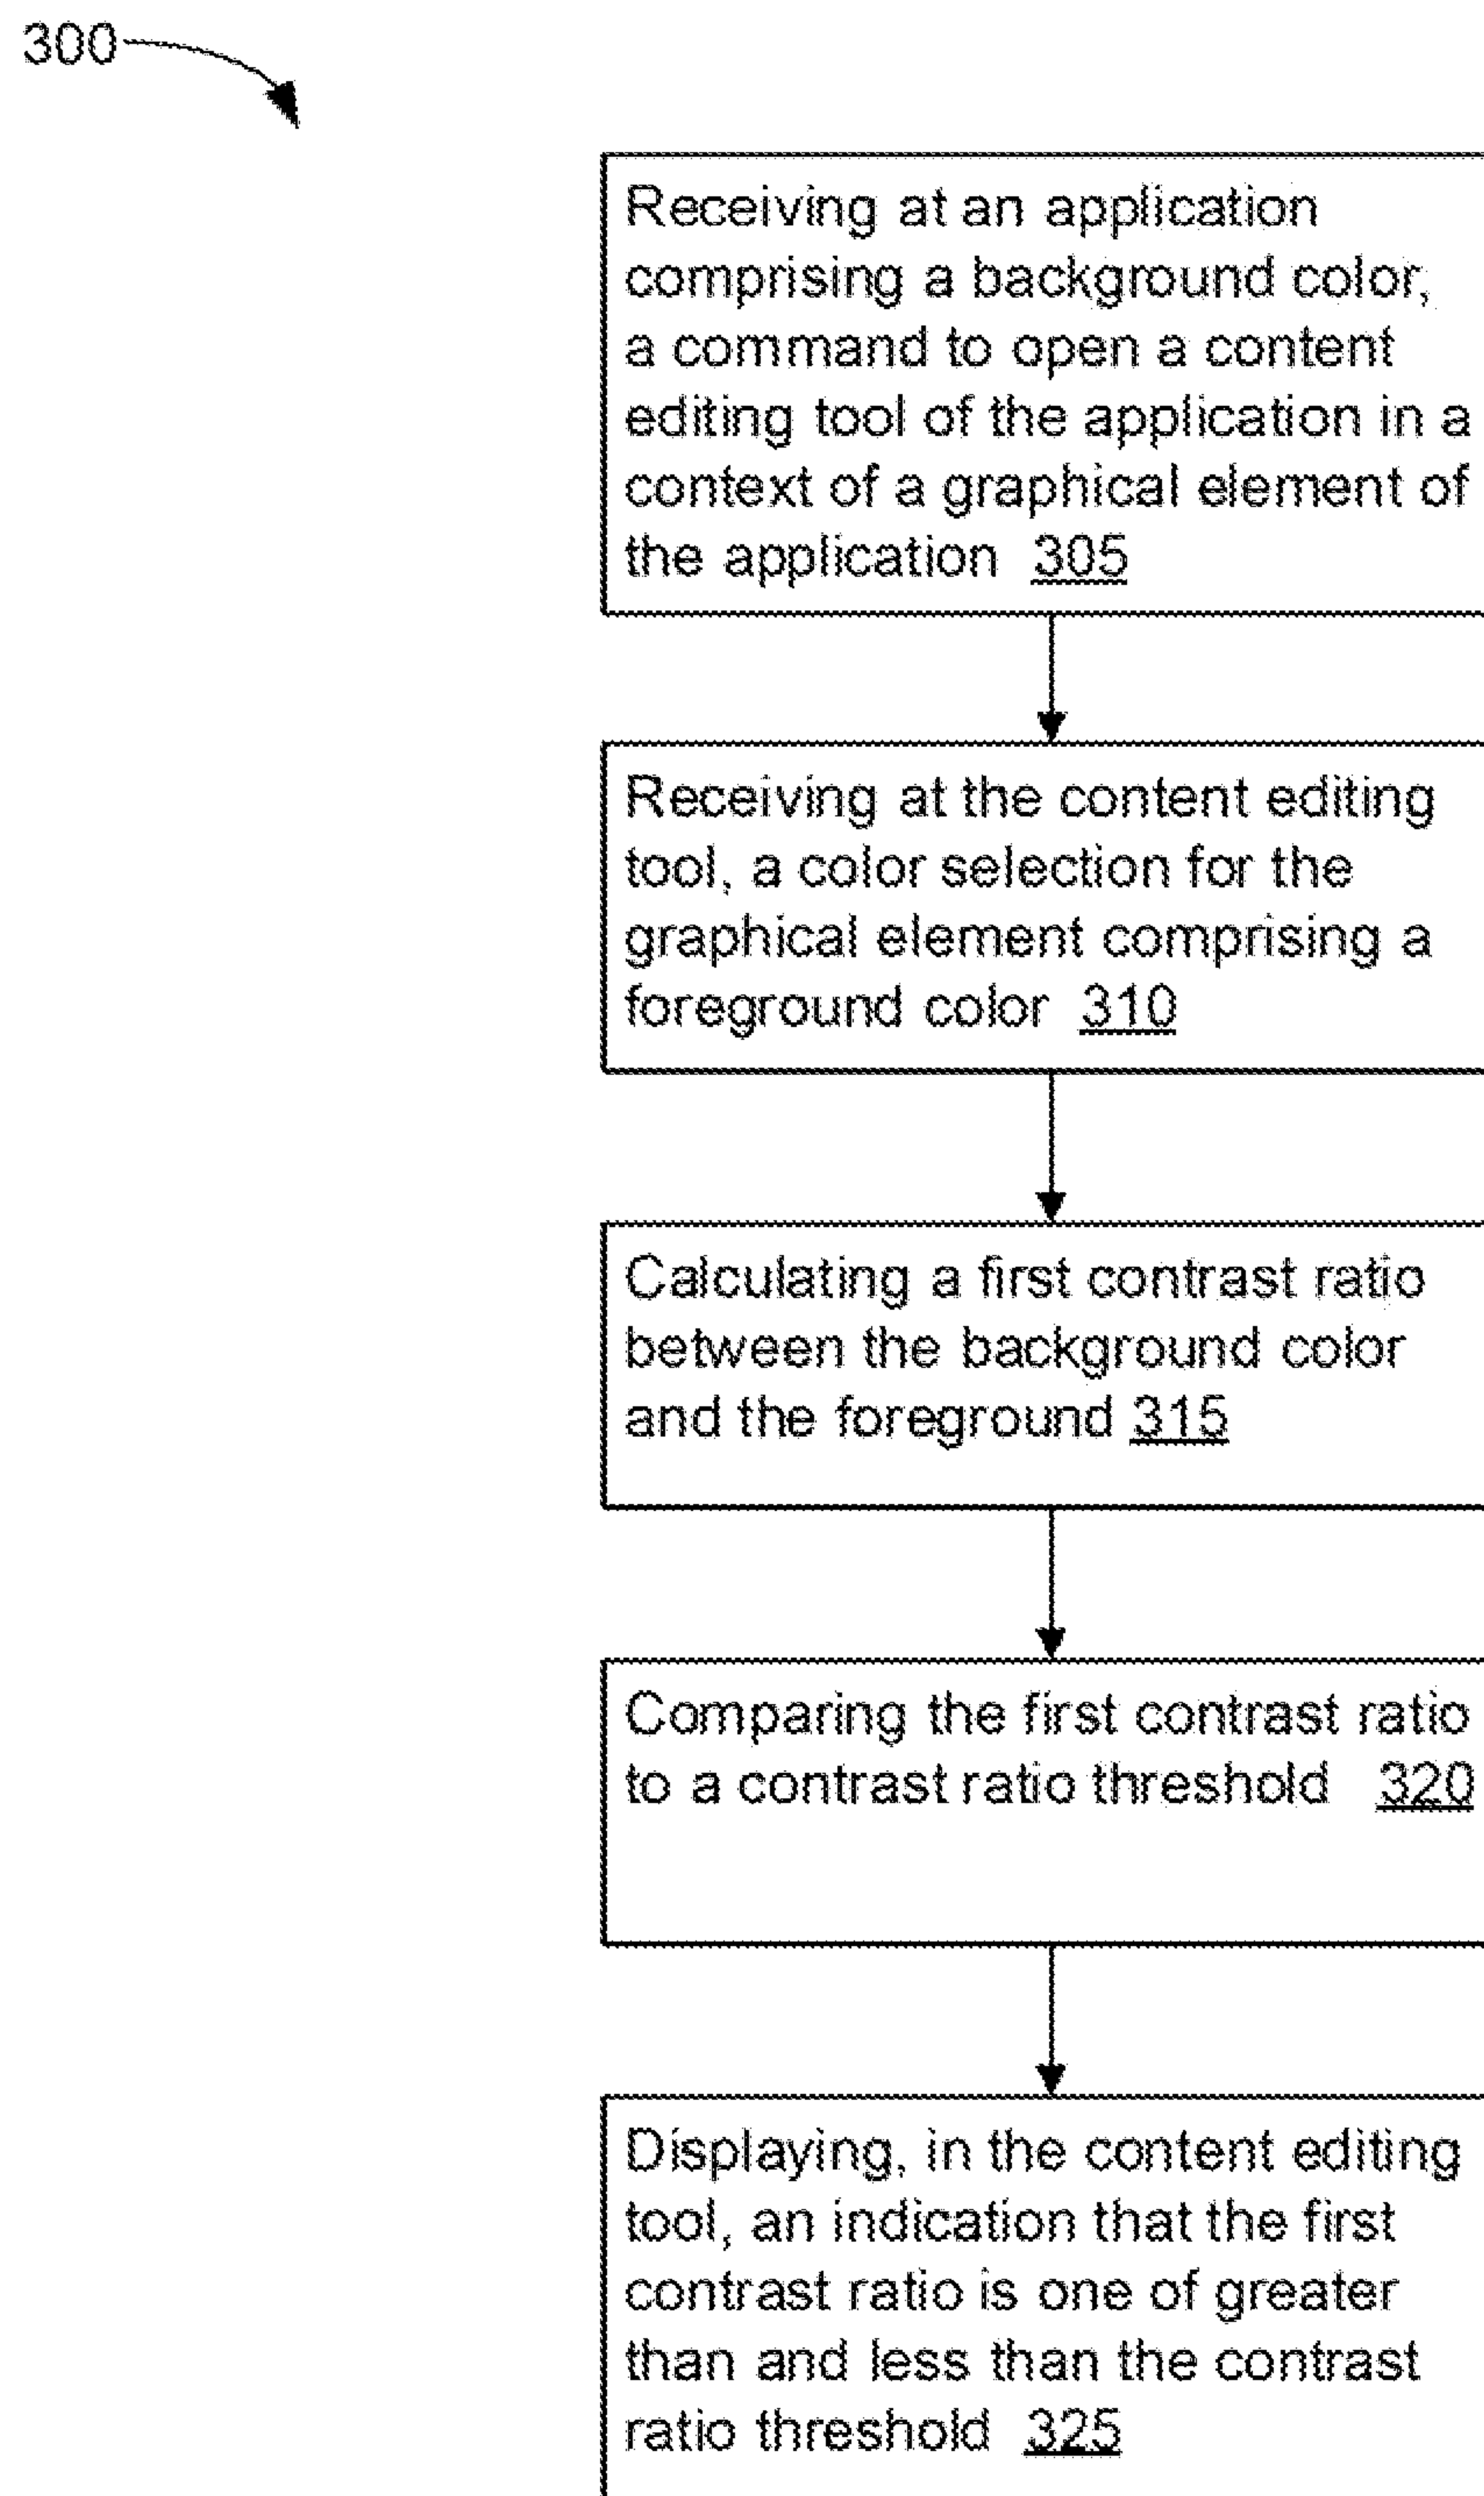 300
Receiving at an application
comprising a background color,
a command to open a content
editing tool of the application in a
context of a graphical element of
the application 305
Receiving at the content editing
tool, a color selection for the
graphical element comprising a
foreground color 310
Calculating a first contrast ratio
between the background color
and the foreground 315
Comparing the first contrast ratio
to a contrast ratio threshold 320
Displaying, in the content editing
tool, an indication that the first
contrast ratio is one of greater
than and less than the contrast
ratio threshold 325